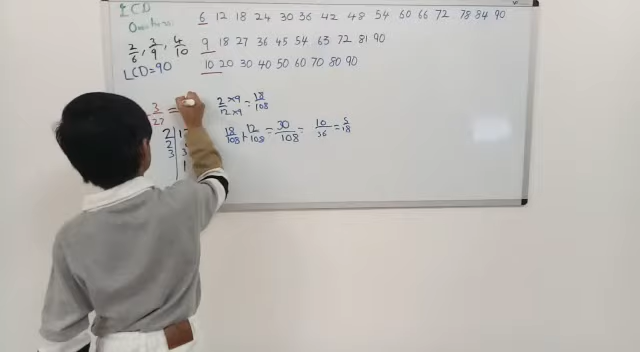 LCD
6 12 18 24 30 36 42 48 54 60 66 72 78 84 90
2/6, 3/9, 4/10
9 18 27 36 45 54 63 72 81 90
LCD=90
10 20 30 40 50 60 70 80 90
3/27 =
2×9/12×9 = 18/108
18/108 + 12/108 = 30/108 = 10/36 = 5/18
2
2
3 3
1